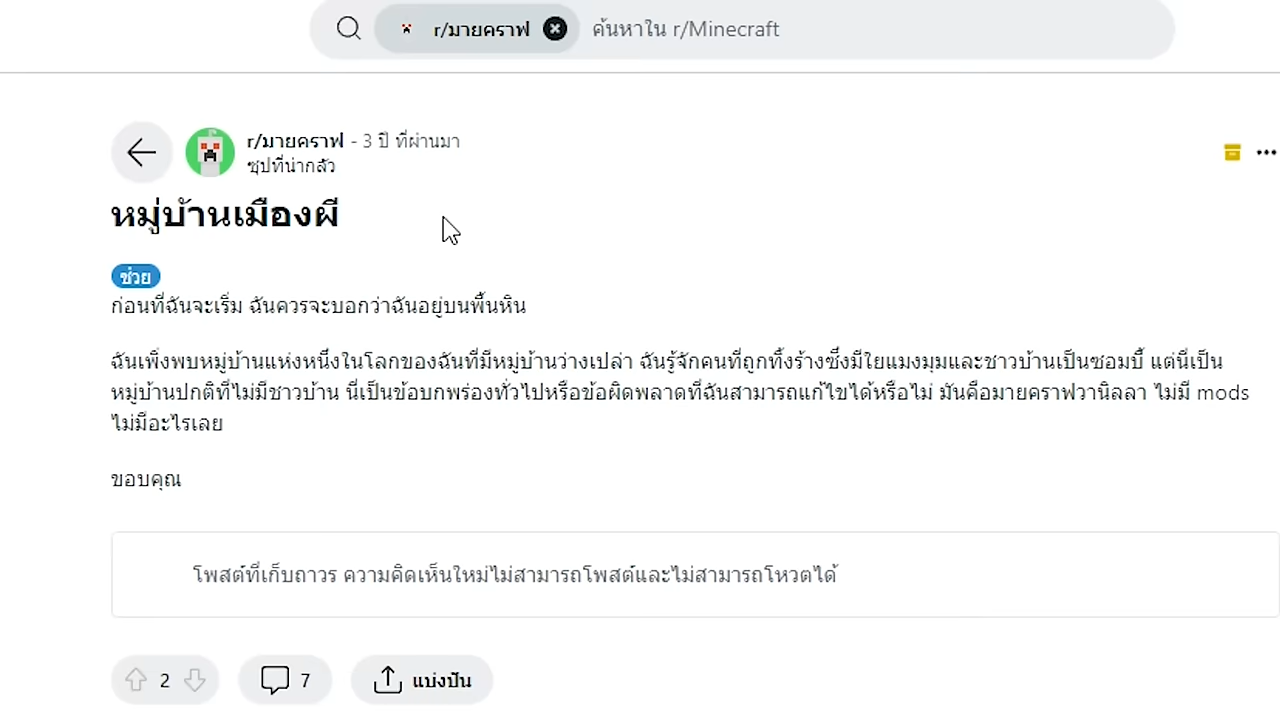 r/มายคราฟ ค้นหาใน r/Minecraft
r/มายคราฟ - 3 ปี ที่ผ่านมา
ซุปที่น่ากลัว
หมู่บ้านเมืองผี
ช่วย
ก่อนที่ฉันจะเริ่ม ฉันควรจะบอกว่าฉันอยู่บนพื้นหิน
ฉันเพิ่งพบหมู่บ้านแห่งหนึ่งในโลกของฉันที่มีหมู่บ้านว่างเปล่า ฉันรู้จักคนที่ถูกทิ้งร้างซึ่งมีใยแมงมุมและชาวบ้านเป็นซอมบี้ แต่นี่เป็น
หมู่บ้านปกติที่ไม่มีชาวบ้าน นี่เป็นข้อบกพร่องทั่วไปหรือข้อผิดพลาดที่ฉันสามารถแก้ไขได้หรือไม่ มันคือมายคราฟวานิลลา ไม่มี mods
ไม่มีอะไรเลย
ขอบคุณ
โพสต์ที่เก็บถาวร ความคิดเห็นใหม่ไม่สามารถโพสต์และไม่สามารถโหวตได้
2 7 แบ่งปัน